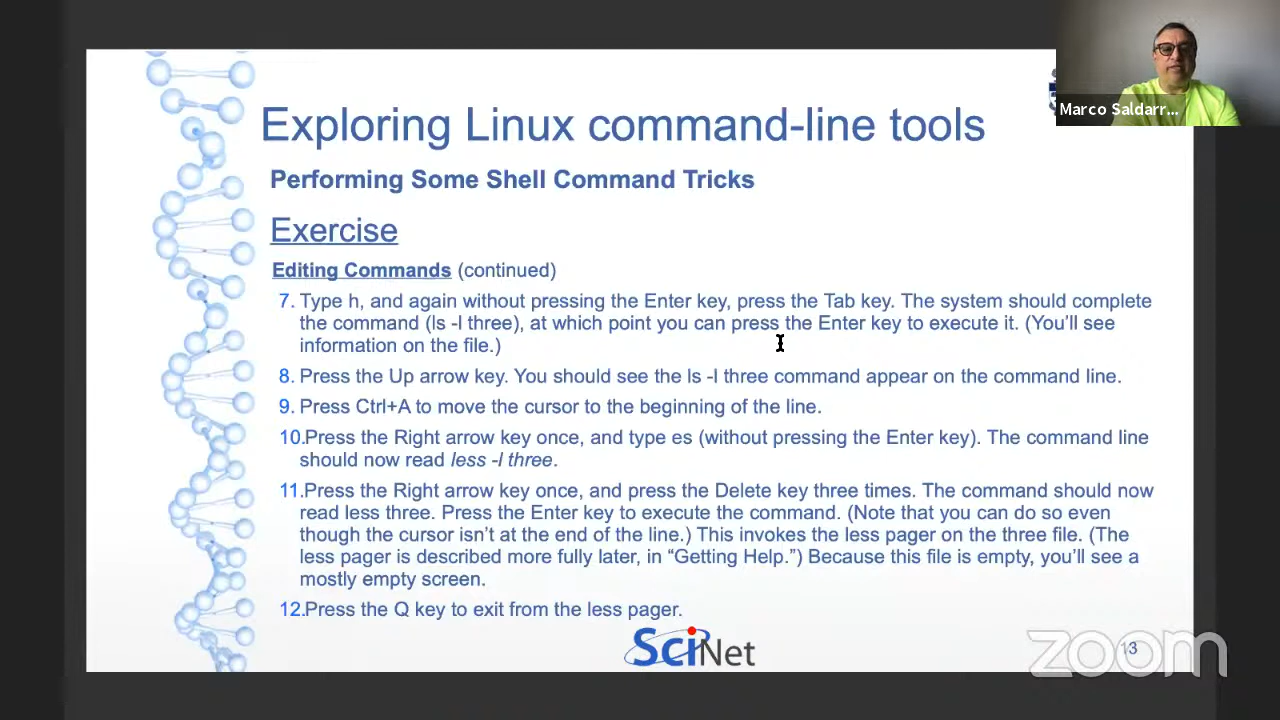 Marco Saldarr...
Exploring Linux command-line tools
Performing Some Shell Command Tricks
Exercise
Editing Commands (continued)
7. Type h, and again without pressing the Enter key, press the Tab key. The system should complete
the command (ls -l three), at which point you can press the Enter key to execute it. (You'll see
information on the file.)
8. Press the Up arrow key. You should see the ls -l three command appear on the command line.
9. Press Ctrl+A to move the cursor to the beginning of the line.
10.Press the Right arrow key once, and type es (without pressing the Enter key). The command line
should now read less -l three.
11.Press the Right arrow key once, and press the Delete key three times. The command should now
read less three. Press the Enter key to execute the command. (Note that you can do so even
though the cursor isn't at the end of the line.) This invokes the less pager on the three file. (The
less pager is described more fully later, in “Getting Help.”) Because this file is empty, you'll see a
mostly empty screen.
12.Press the Q key to exit from the less pager.
SciNet
zoom
13